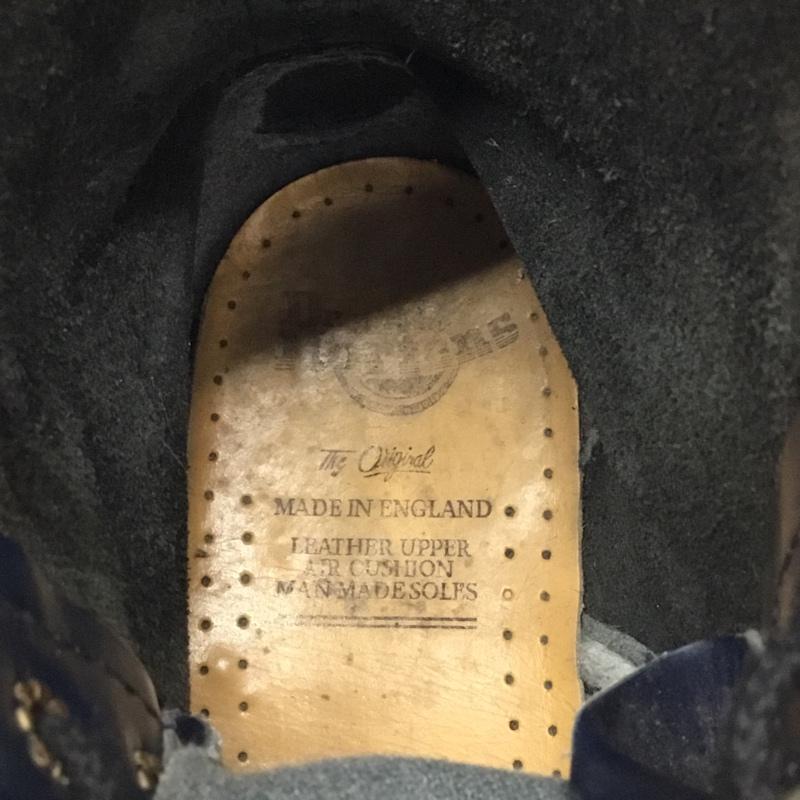 The Original
MADE IN ENGLAND
LEATHER UPPER
AIR CUSHION
MAN MADE SOLES